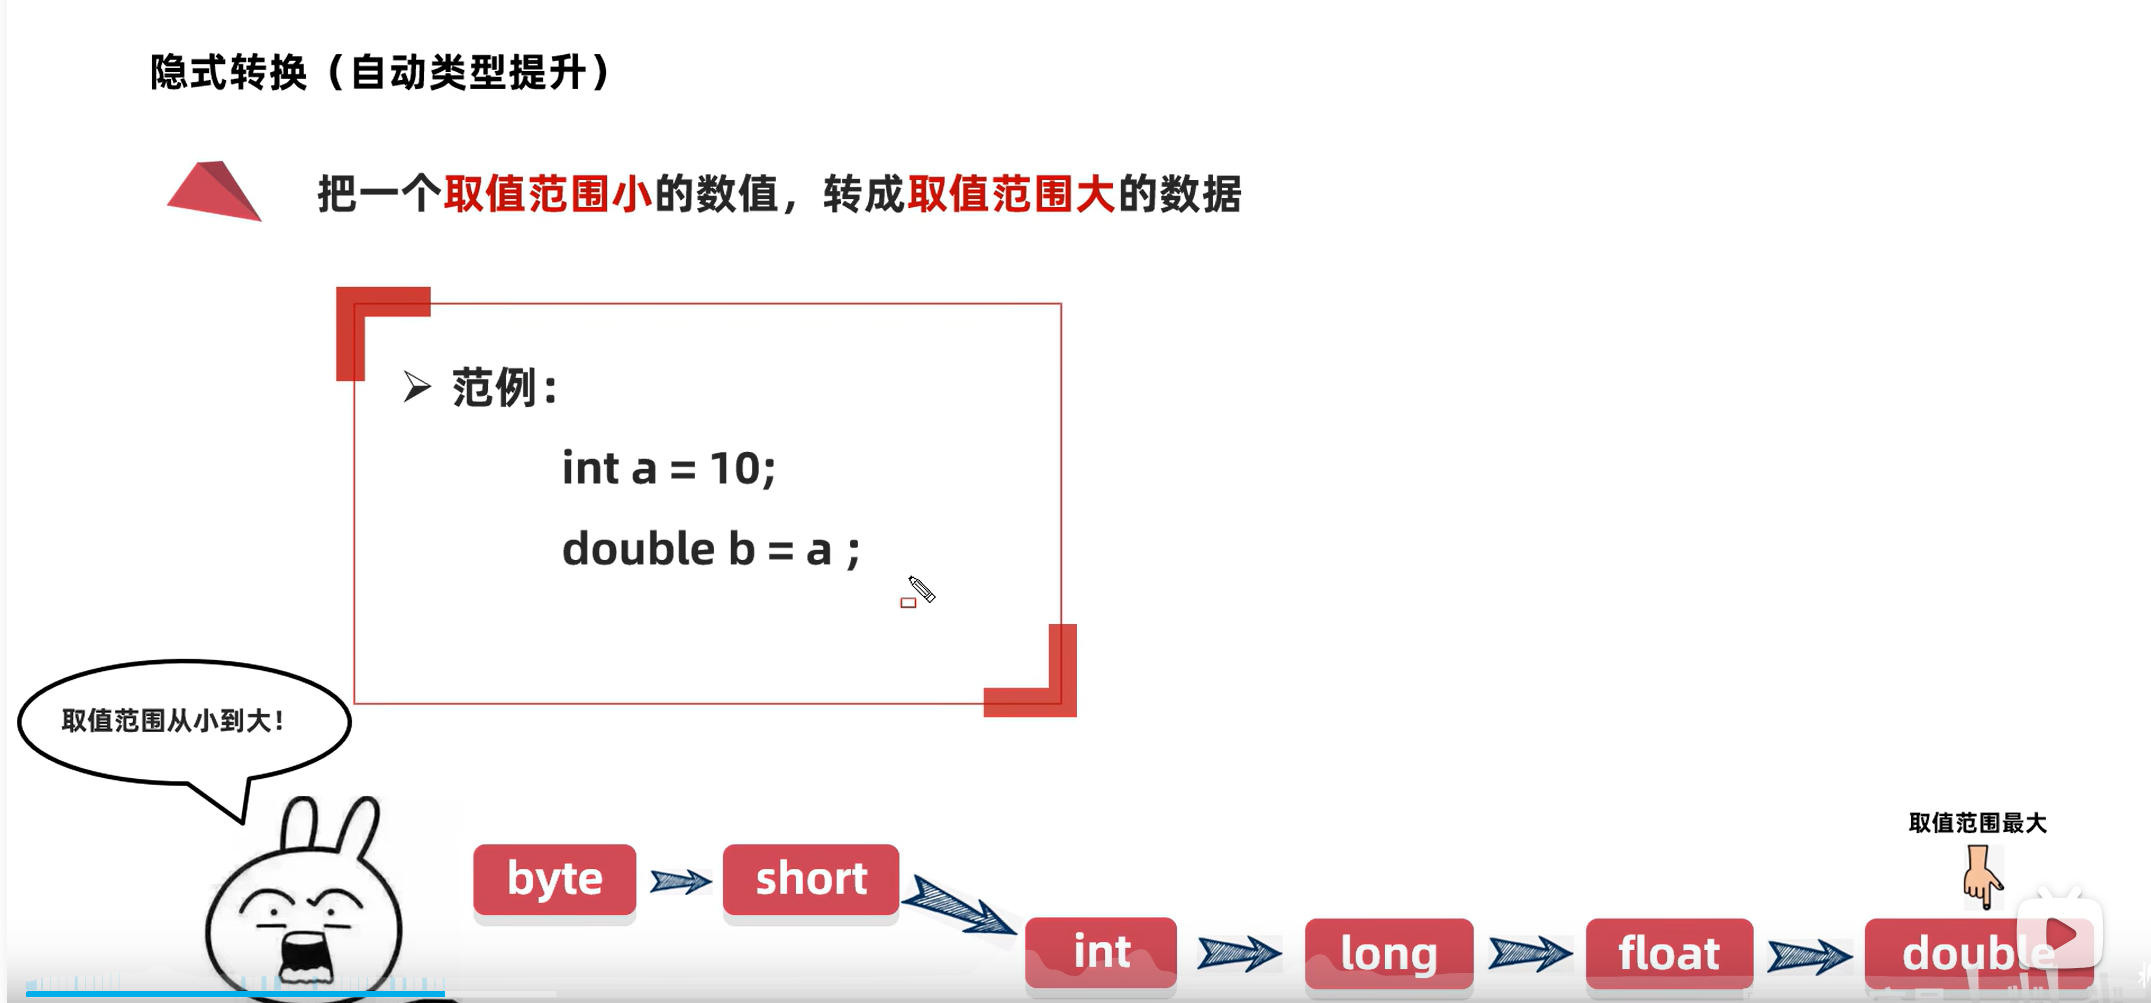 隐式转换（自动类型提升）
把一个取值范围小的数值，转成取值范围大的数据
范例：
int a = 10;
double b = a ;
取值范围从小到大！
取值范围最大
byte
short
int
long
float
double